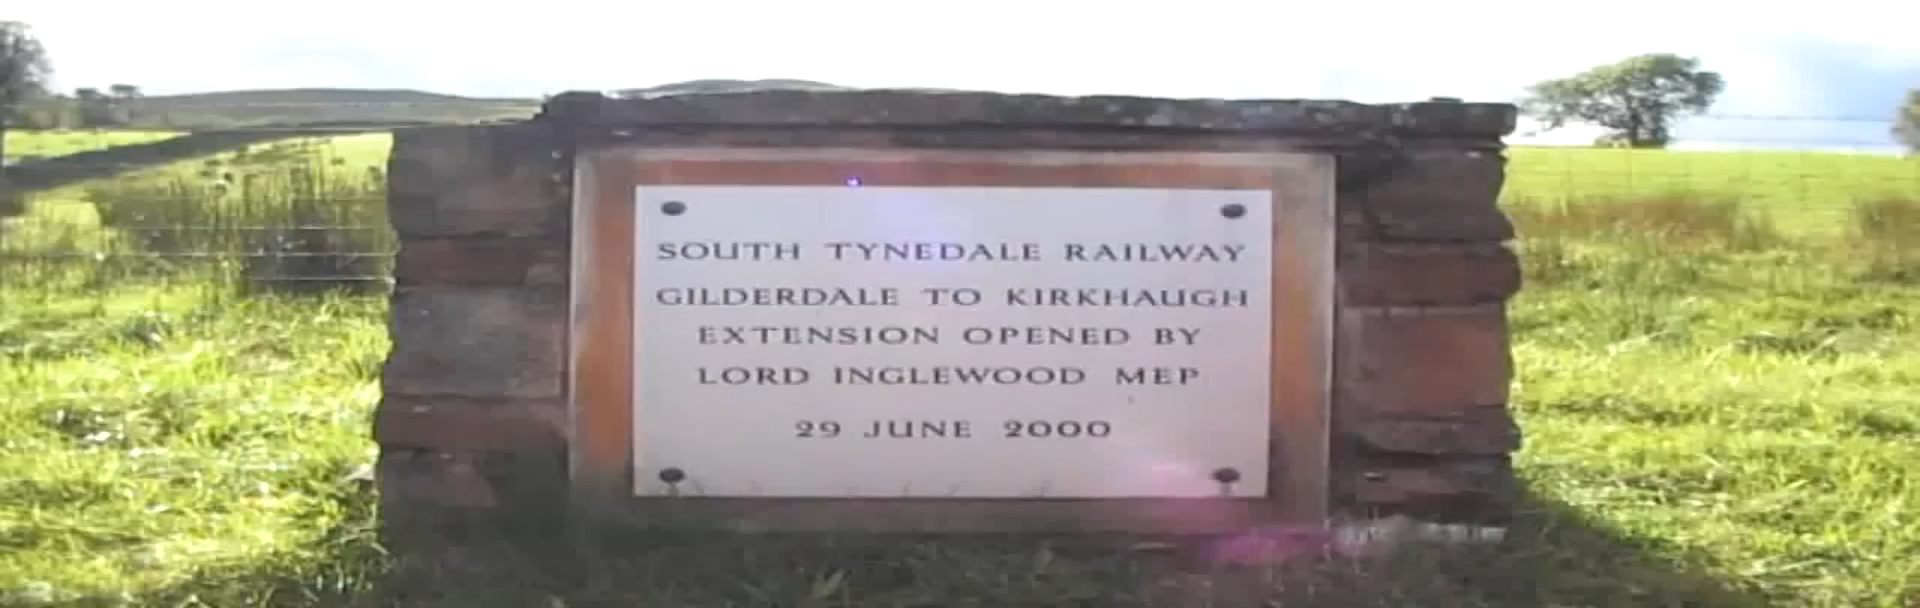 SOUTH TYNEDALE RAILWAY
GILDERDALE TO KIRKHAUGH
EXTENSION OPENED BY
LORD INGLEWOOD MEP
29 JUNE 2000